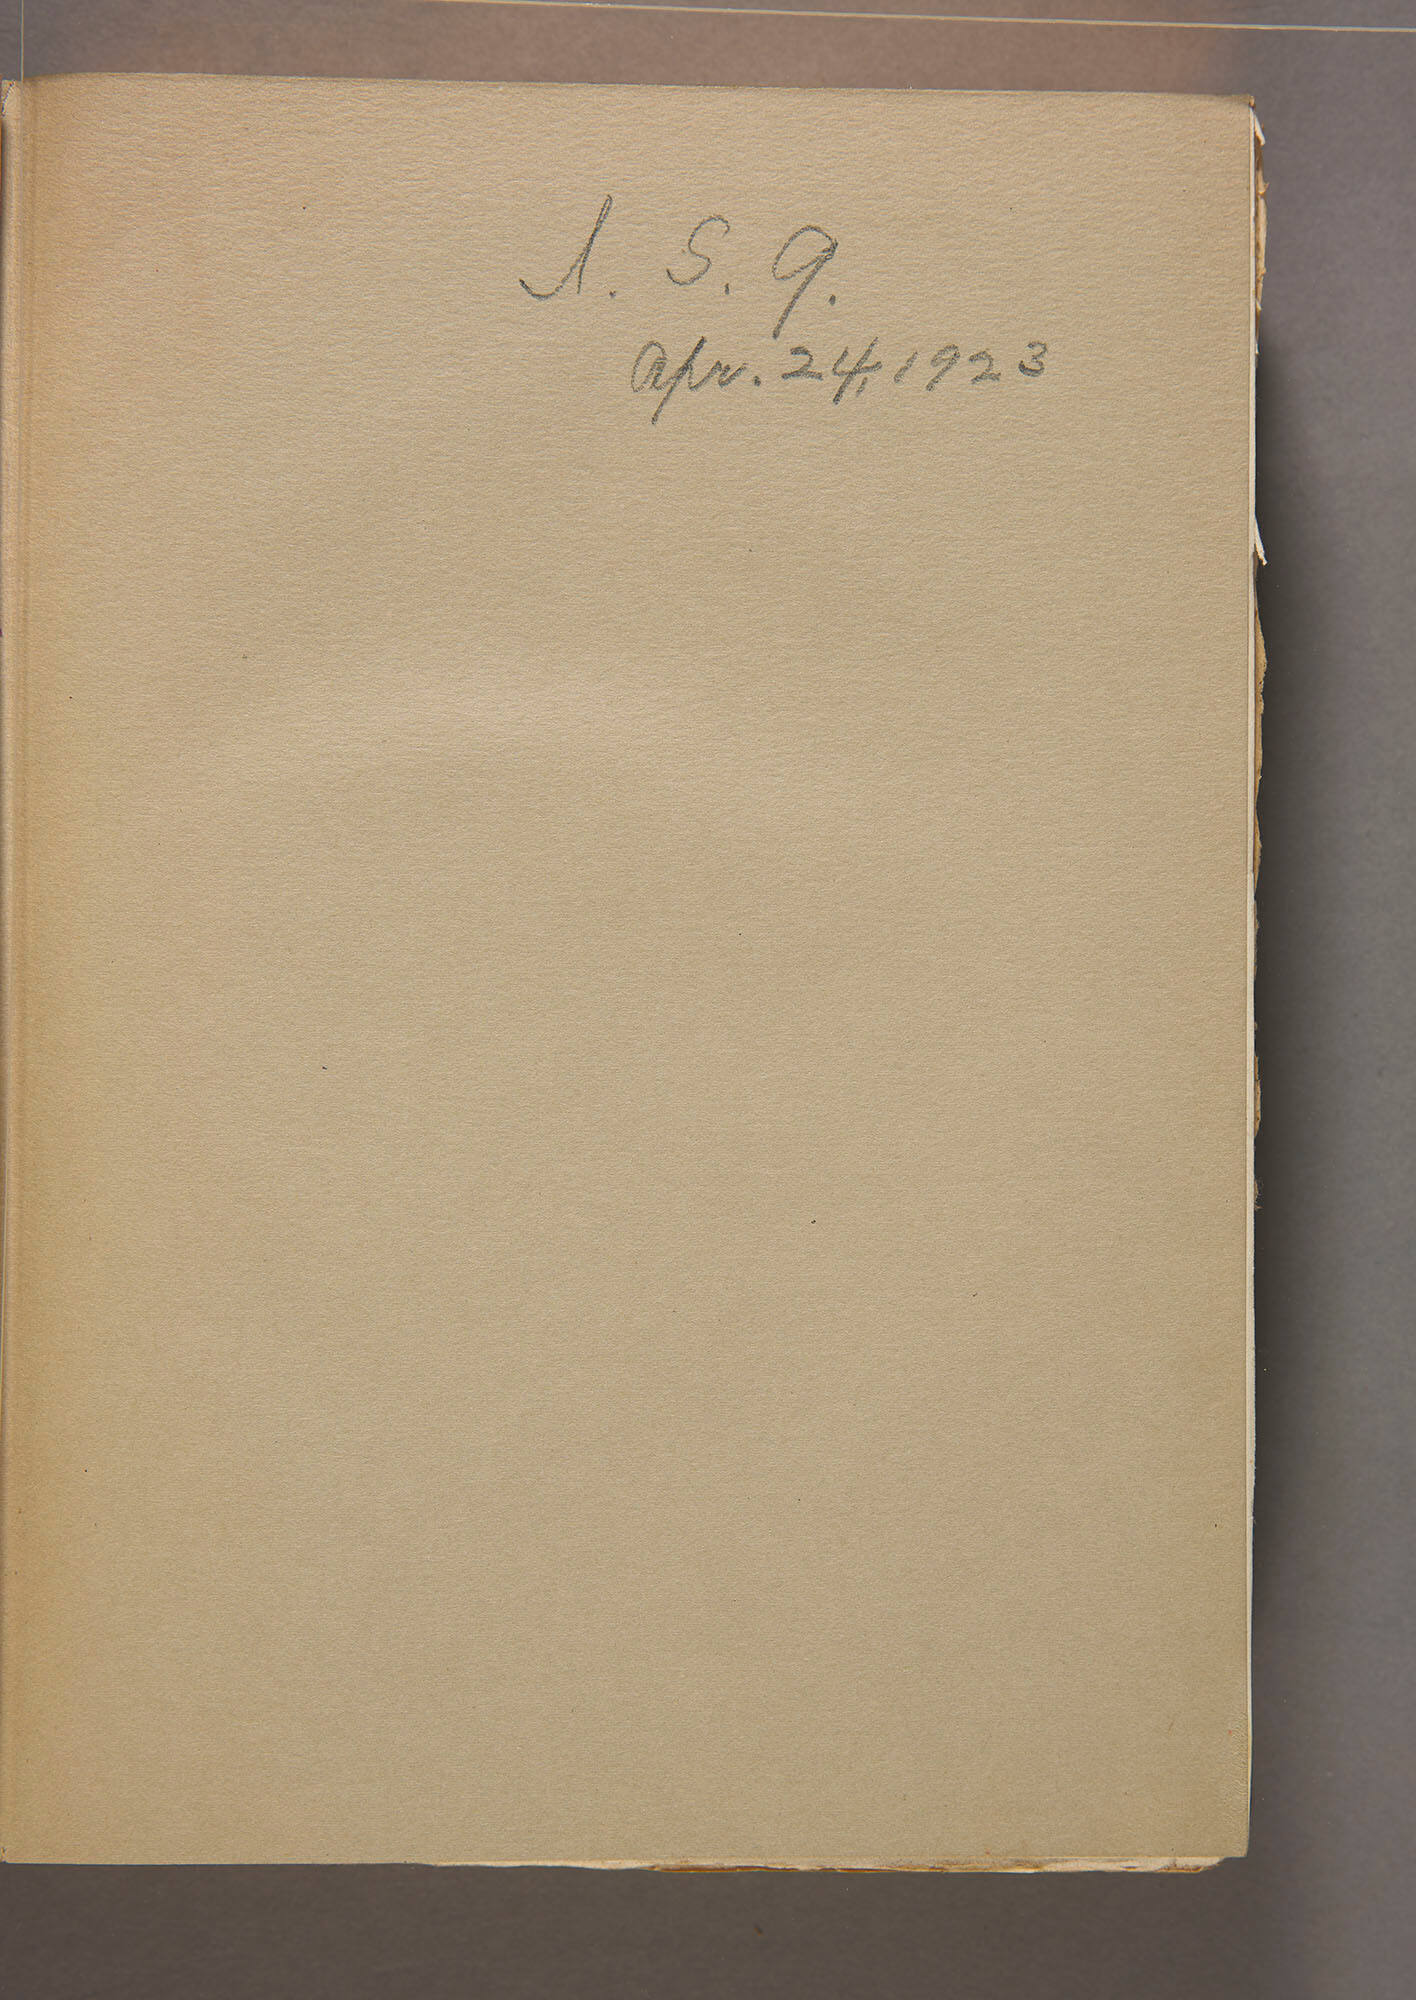 A. S. G.
Apr. 24, 1923